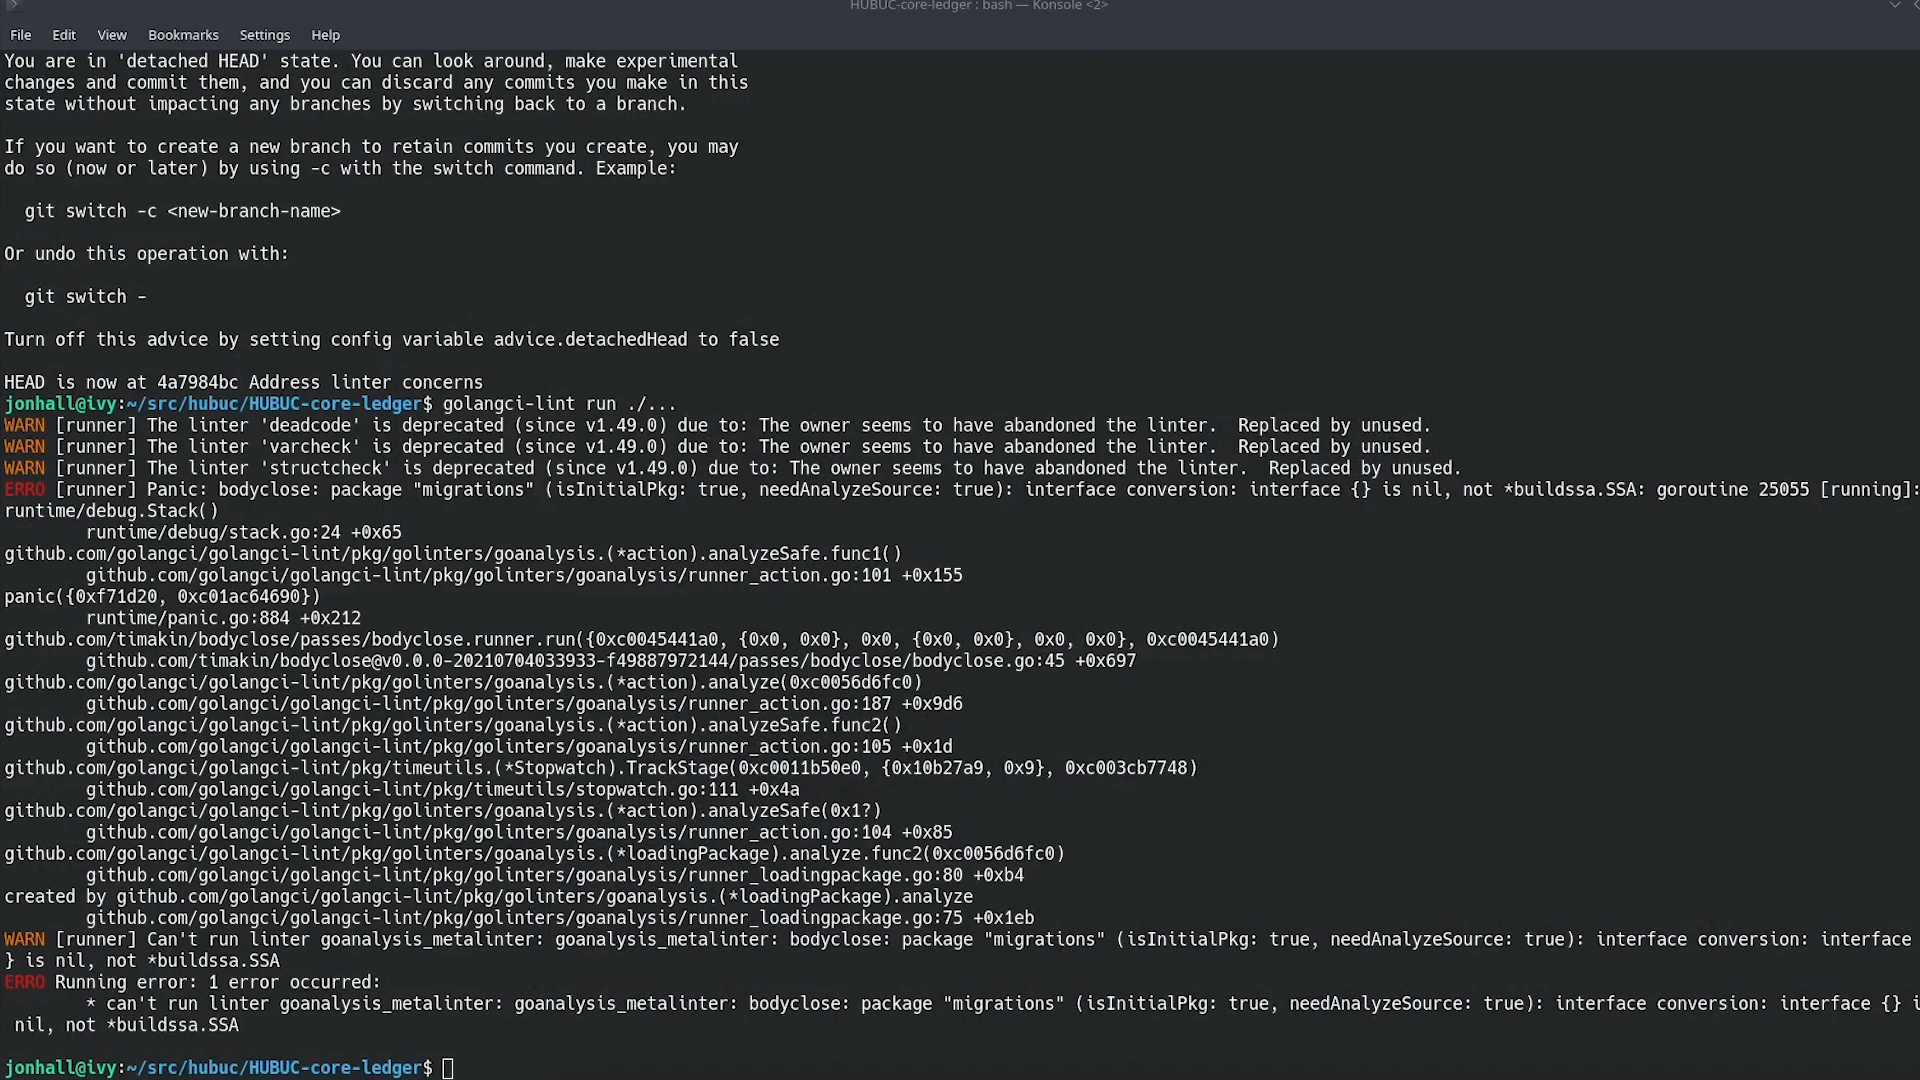 HUBUC-core-ledger : bash — Konsole <2>
File Edit View Bookmarks Settings Help
You are in 'detached HEAD' state. You can look around, make experimental
changes and commit them, and you can discard any commits you make in this
state without impacting any branches by switching back to a branch.
If you want to create a new branch to retain commits you create, you may
do so (now or later) by using -c with the switch command. Example:
git switch -c <new-branch-name>
Or undo this operation with:
git switch -
Turn off this advice by setting config variable advice.detachedHead to false
HEAD is now at 4a7984bc Address linter concerns
jonhall@ivy:~/src/hubuc/HUBUC-core-ledger$ golangci-lint run ./...
WARN [runner] The linter 'deadcode' is deprecated (since v1.49.0) due to: The owner seems to have abandoned the linter.  Replaced by unused.
WARN [runner] The linter 'varcheck' is deprecated (since v1.49.0) due to: The owner seems to have abandoned the linter.  Replaced by unused.
WARN [runner] The linter 'structcheck' is deprecated (since v1.49.0) due to: The owner seems to have abandoned the linter.  Replaced by unused.
ERRO [runner] Panic: bodyclose: package "migrations" (isInitialPkg: true, needAnalyzeSource: true): interface conversion: interface {} is nil, not *buildssa.SSA: goroutine 25055 [running]:
runtime/debug.Stack()
runtime/debug/stack.go:24 +0x65
github.com/golangci/golangci-lint/pkg/golinters/goanalysis.(*action).analyzeSafe.func1()
github.com/golangci/golangci-lint/pkg/golinters/goanalysis/runner_action.go:101 +0x155
panic({0xf71d20, 0xc01ac64690})
runtime/panic.go:884 +0x212
github.com/timakin/bodyclose/passes/bodyclose.runner.run({0xc0045441a0, {0x0, 0x0}, 0x0, {0x0, 0x0}, 0x0, 0x0}, 0xc0045441a0)
github.com/timakin/bodyclose@v0.0.0-20210704033933-f49887972144/passes/bodyclose/bodyclose.go:45 +0x697
github.com/golangci/golangci-lint/pkg/golinters/goanalysis.(*action).analyze(0xc0056d6fc0)
github.com/golangci/golangci-lint/pkg/golinters/goanalysis/runner_action.go:187 +0x9d6
github.com/golangci/golangci-lint/pkg/golinters/goanalysis.(*action).analyzeSafe.func2()
github.com/golangci/golangci-lint/pkg/golinters/goanalysis/runner_action.go:105 +0x1d
github.com/golangci/golangci-lint/pkg/timeutils.(*Stopwatch).TrackStage(0xc0011b50e0, {0x10b27a9, 0x9}, 0xc003cb7748)
github.com/golangci/golangci-lint/pkg/timeutils/stopwatch.go:111 +0x4a
github.com/golangci/golangci-lint/pkg/golinters/goanalysis.(*action).analyzeSafe(0x1?)
github.com/golangci/golangci-lint/pkg/golinters/goanalysis/runner_action.go:104 +0x85
github.com/golangci/golangci-lint/pkg/golinters/goanalysis.(*loadingPackage).analyze.func2(0xc0056d6fc0)
github.com/golangci/golangci-lint/pkg/golinters/goanalysis/runner_loadingpackage.go:80 +0xb4
created by github.com/golangci/golangci-lint/pkg/golinters/goanalysis.(*loadingPackage).analyze
github.com/golangci/golangci-lint/pkg/golinters/goanalysis/runner_loadingpackage.go:75 +0x1eb
WARN [runner] Can't run linter goanalysis_metalinter: goanalysis_metalinter: bodyclose: package "migrations" (isInitialPkg: true, needAnalyzeSource: true): interface conversion: interface
} is nil, not *buildssa.SSA
ERRO Running error: 1 error occurred:
* can't run linter goanalysis_metalinter: goanalysis_metalinter: bodyclose: package "migrations" (isInitialPkg: true, needAnalyzeSource: true): interface conversion: interface {} i
nil, not *buildssa.SSA
jonhall@ivy:~/src/hubuc/HUBUC-core-ledger$